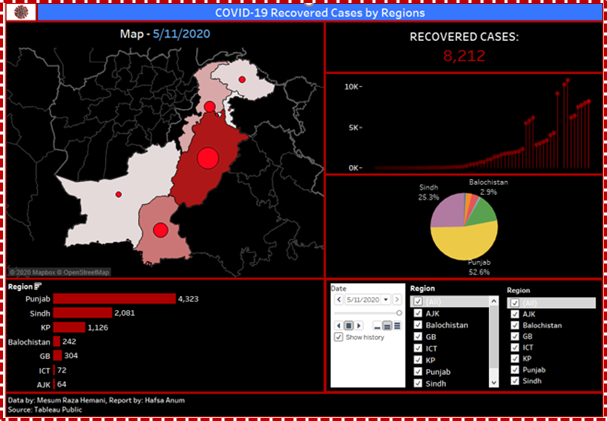 COVID-19 Recovered Cases by Regions
Map - 5/11/2020
RECOVERED CASES:
8,212
10K
5K
0K
Sindh
25.3%
Balochistan
2.9%
Punjab
52.6%
© 2020 Mapbox © OpenStreetMap
Region
Punjab 4,323
Sindh 2,081
KP 1,126
Balochistan 242
GB 304
ICT 72
AJK 64
Date
5/11/2020
Show history
Region
(All)
AJK
Balochistan
GB
ICT
KP
Punjab
Sindh
Region
(All)
AJK
Balochistan
GB
ICT
KP
Punjab
Sindh
Data by: Mesum Raza Hemani, Report by: Hafsa Anum
Source: Tableau Public